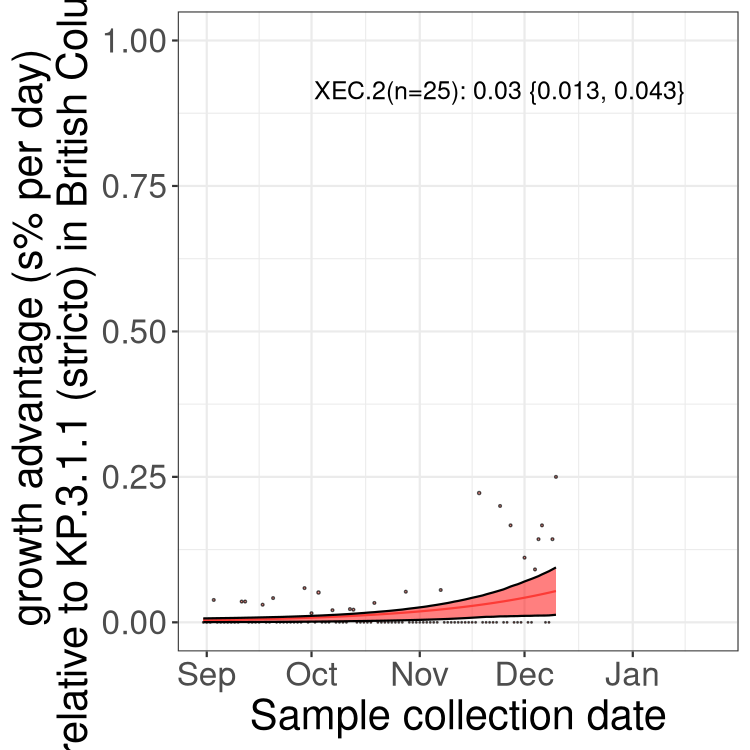 growth advantage (s% per day)
relative to KP.3.1.1 (stricto) in British Colu
1.00
0.75
0.50
0.25
0.00
XEC.2(n=25): 0.03 {0.013, 0.043}
Sep Oct Nov Dec Jan
Sample collection date